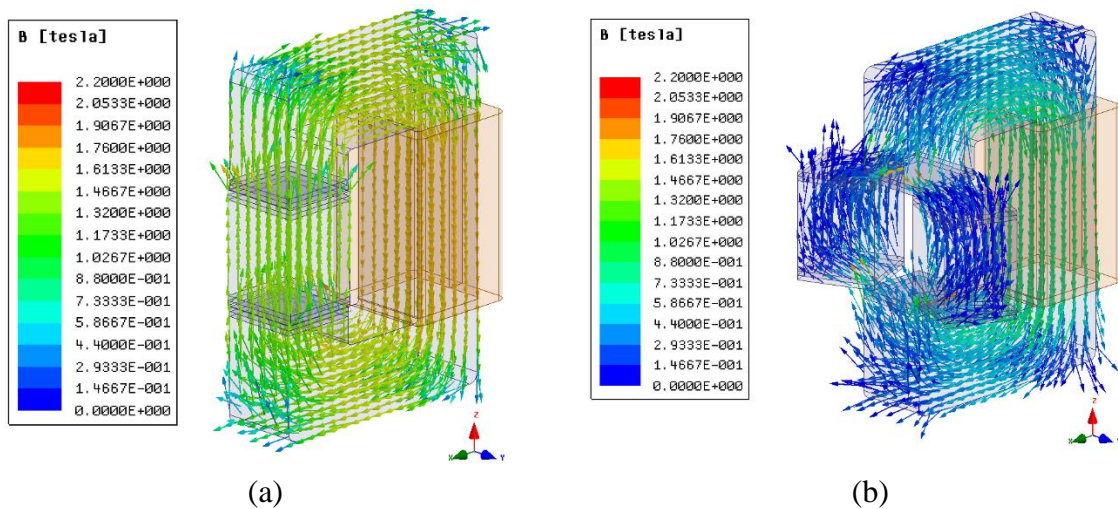 B [tesla]
2.2000E+000
2.0533E+000
1.9067E+000
1.7600E+000
1.6133E+000
1.4667E+000
1.3200E+000
1.1733E+000
1.0267E+000
8.8000E-001
7.3333E-001
5.8667E-001
4.4000E-001
2.9333E-001
1.4667E-001
0.0000E+000
Z
X
Y
(a)
B [tesla]
2.2000E+000
2.0533E+000
1.9067E+000
1.7600E+000
1.6133E+000
1.4667E+000
1.3200E+000
1.1733E+000
1.0267E+000
8.8000E-001
7.3333E-001
5.8667E-001
4.4000E-001
2.9333E-001
1.4667E-001
0.0000E+000
Z
X
Y
(b)